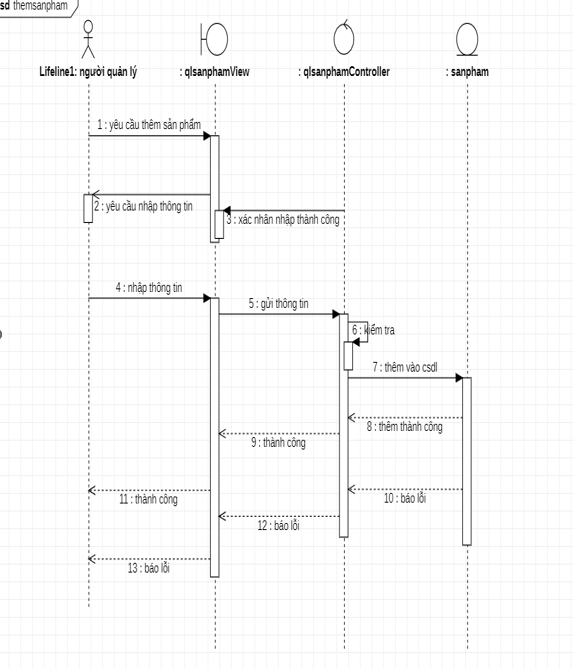 sd themsanpham
Lifeline1: người quản lý
: qlsanphamView
: qlsanphamController
: sanpham
1 : yêu cầu thêm sản phẩm
2 : yêu cầu nhập thông tin
3 : xác nhân nhập thành công
4 : nhập thông tin
5 : gửi thông tin
6 : kiểm tra
7 : thêm vào csdl
8 : thêm thành công
9 : thành công
10 : báo lỗi
11 : thành công
12 : báo lỗi
13 : báo lỗi